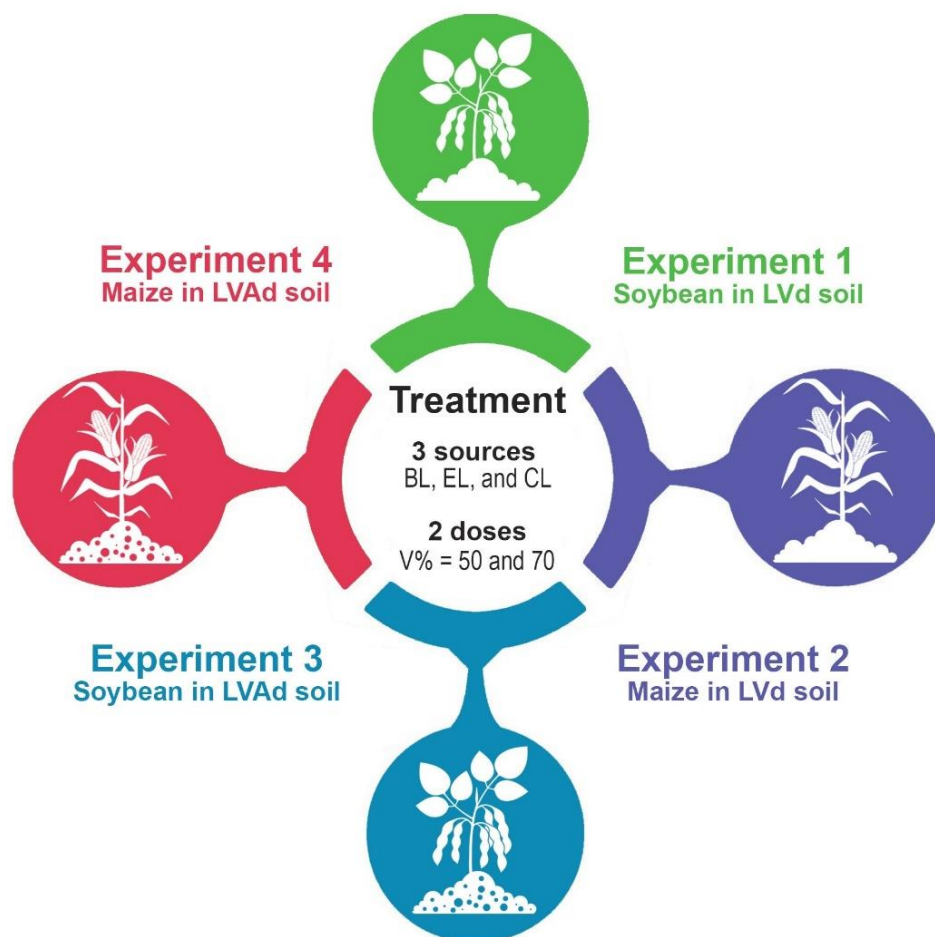 Experiment 4
Maize in LVAd soil
Experiment 1
Soybean in LVd soil
Treatment
3 sources
BL, EL, and CL
2 doses
V% = 50 and 70
Experiment 3
Soybean in LVAd soil
Experiment 2
Maize in LVd soil